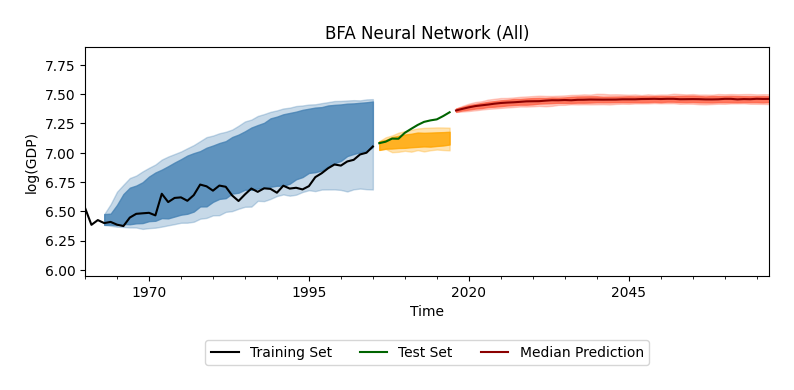 BFA Neural Network (All)
7.75
7.50
7.25
7.00
6.75
6.50
6.25
6.00
log(GDP)
1970 1995 2020 2045
Time
Training Set Test Set Median Prediction